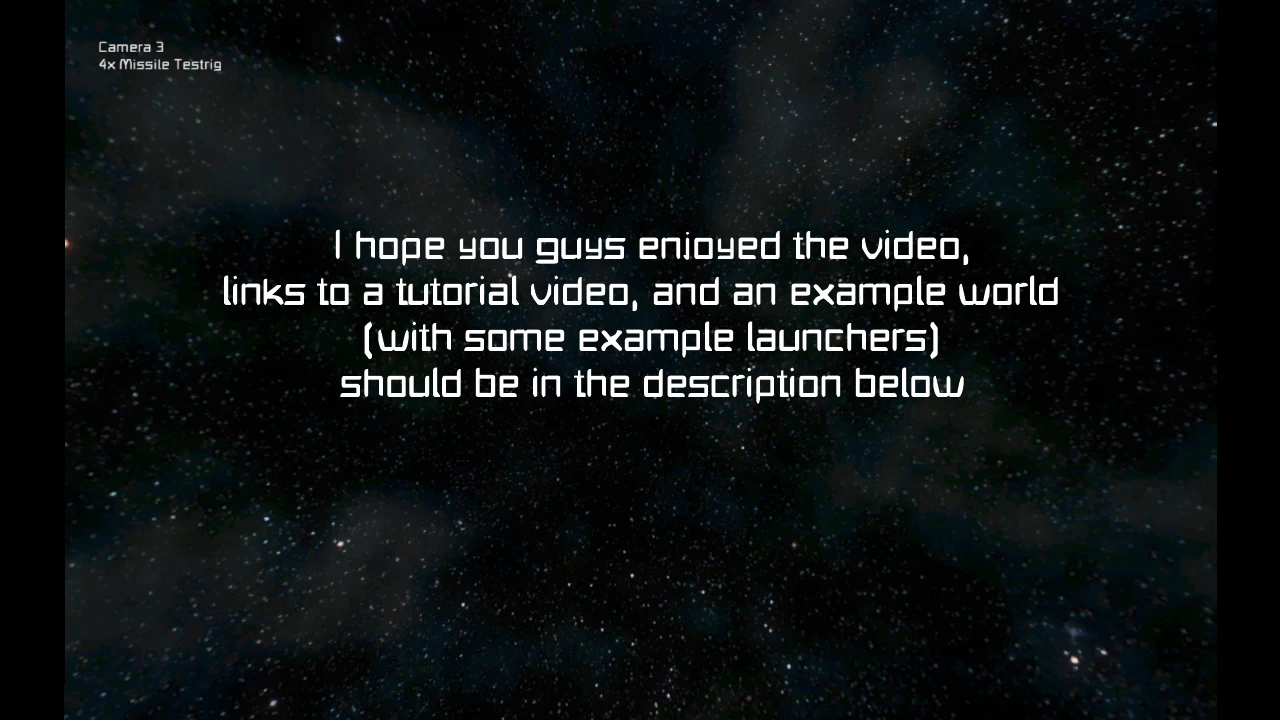 Camera 3
4x Missile Testrig
I hope you guys enjoyed the video,
links to a tutorial video, and an example world
(with some example launchers)
should be in the description below